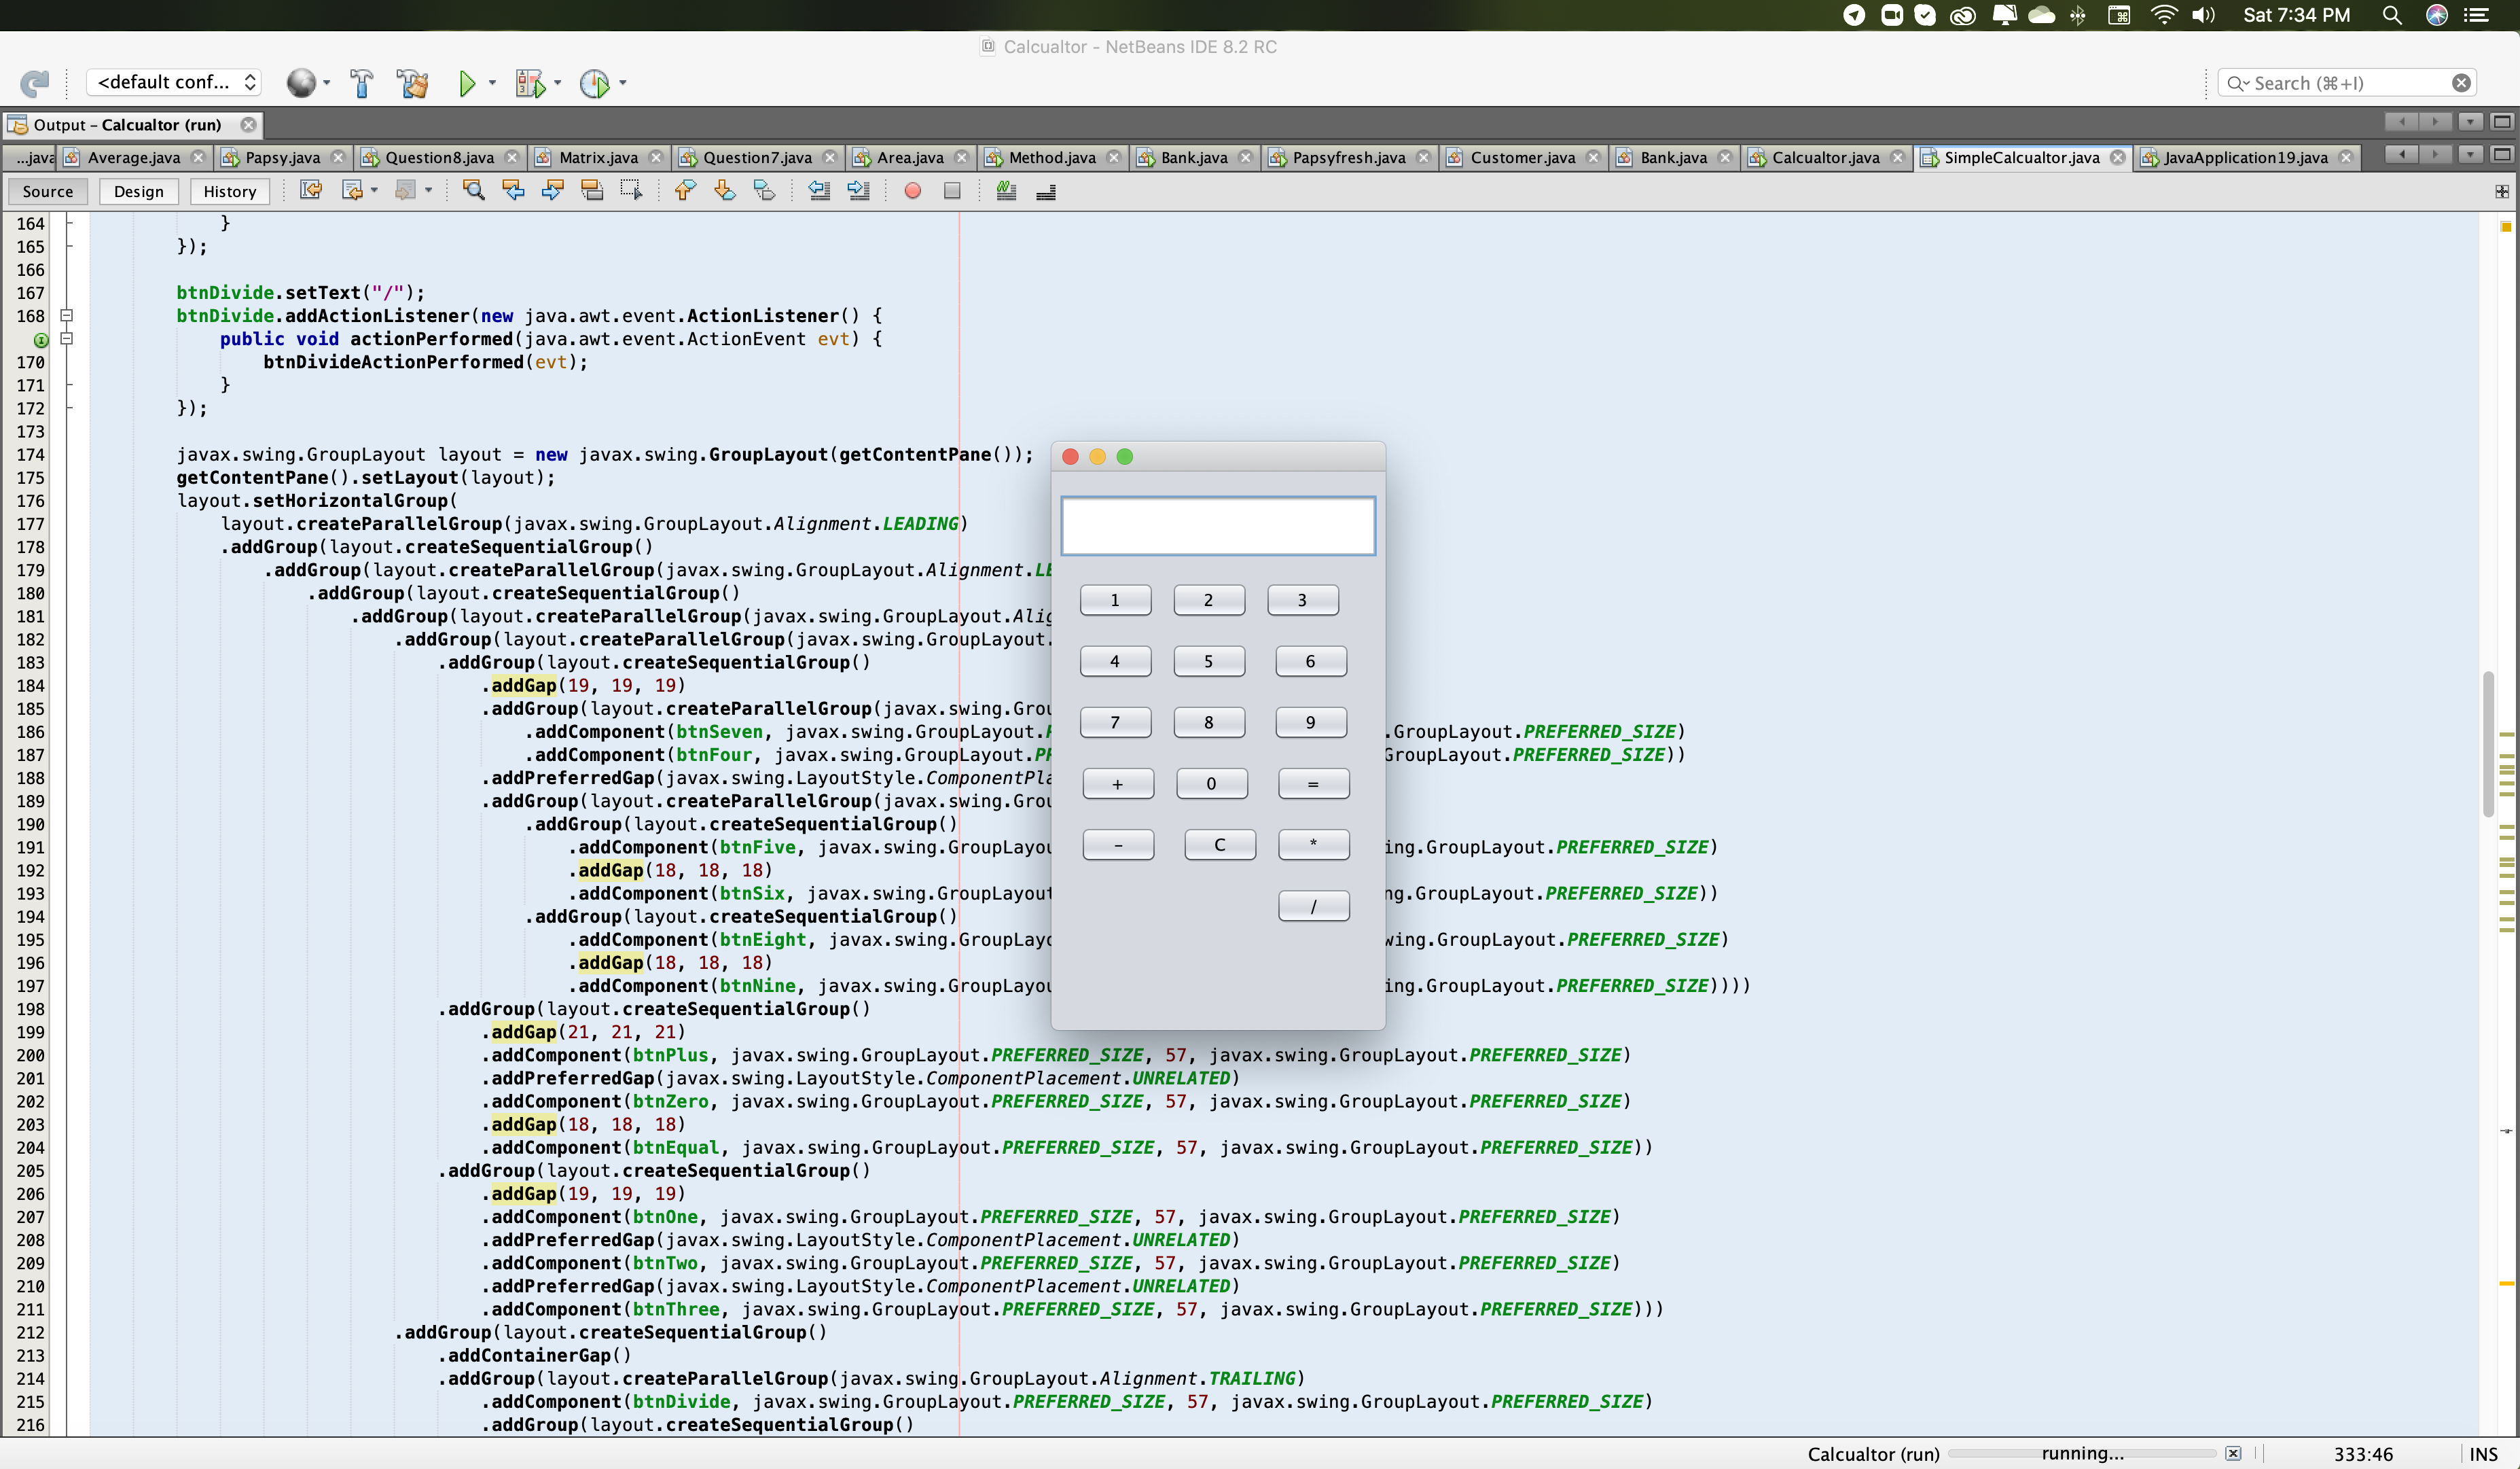 Sat 7:34 PM
Calcualtor - NetBeans IDE 8.2 RC
<default conf...
Search (⌘+I)
Output – Calcualtor (run)
...java Average.java Papsy.java Question8.java Matrix.java Question7.java Area.java Method.java Bank.java Papsyfresh.java Customer.java Bank.java Calcualtor.java SimpleCalcualtor.java JavaApplication19.java
Source Design History
164 }
165 });
166
167 btnDivide.setText("/");
168 btnDivide.addActionListener(new java.awt.event.ActionListener() {
public void actionPerformed(java.awt.event.ActionEvent evt) {
170 btnDivideActionPerformed(evt);
171 }
172 });
173
174 javax.swing.GroupLayout layout = new javax.swing.GroupLayout(getContentPane());
175 getContentPane().setLayout(layout);
176 layout.setHorizontalGroup(
177 layout.createParallelGroup(javax.swing.GroupLayout.Alignment.LEADING)
178 .addGroup(layout.createSequentialGroup()
179 .addGroup(layout.createParallelGroup(javax.swing.GroupLayout.Alignment.LE
180 .addGroup(layout.createSequentialGroup()
181 .addGroup(layout.createParallelGroup(javax.swing.GroupLayout.Alig
182 .addGroup(layout.createParallelGroup(javax.swing.GroupLayout.
183 .addGroup(layout.createSequentialGroup()
184 .addGap(19, 19, 19)
185 .addGroup(layout.createParallelGroup(javax.swing.Grou
186 .addComponent(btnSeven, javax.swing.GroupLayout. .GroupLayout.PREFERRED_SIZE)
187 .addComponent(btnFour, javax.swing.GroupLayout.PR GroupLayout.PREFERRED_SIZE))
188 .addPreferredGap(javax.swing.LayoutStyle.ComponentPla
189 .addGroup(layout.createParallelGroup(javax.swing.Grou
190 .addGroup(layout.createSequentialGroup()
191 .addComponent(btnFive, javax.swing.GroupLayou ing.GroupLayout.PREFERRED_SIZE)
192 .addGap(18, 18, 18)
193 .addComponent(btnSix, javax.swing.GroupLayout ng.GroupLayout.PREFERRED_SIZE))
194 .addGroup(layout.createSequentialGroup()
195 .addComponent(btnEight, javax.swing.GroupLayo wing.GroupLayout.PREFERRED_SIZE)
196 .addGap(18, 18, 18)
197 .addComponent(btnNine, javax.swing.GroupLayou ing.GroupLayout.PREFERRED_SIZE))))
198 .addGroup(layout.createSequentialGroup()
199 .addGap(21, 21, 21)
200 .addComponent(btnPlus, javax.swing.GroupLayout.PREFERRED_SIZE, 57, javax.swing.GroupLayout.PREFERRED_SIZE)
201 .addPreferredGap(javax.swing.LayoutStyle.ComponentPlacement.UNRELATED)
202 .addComponent(btnZero, javax.swing.GroupLayout.PREFERRED_SIZE, 57, javax.swing.GroupLayout.PREFERRED_SIZE)
203 .addGap(18, 18, 18)
204 .addComponent(btnEqual, javax.swing.GroupLayout.PREFERRED_SIZE, 57, javax.swing.GroupLayout.PREFERRED_SIZE))
205 .addGroup(layout.createSequentialGroup()
206 .addGap(19, 19, 19)
207 .addComponent(btnOne, javax.swing.GroupLayout.PREFERRED_SIZE, 57, javax.swing.GroupLayout.PREFERRED_SIZE)
208 .addPreferredGap(javax.swing.LayoutStyle.ComponentPlacement.UNRELATED)
209 .addComponent(btnTwo, javax.swing.GroupLayout.PREFERRED_SIZE, 57, javax.swing.GroupLayout.PREFERRED_SIZE)
210 .addPreferredGap(javax.swing.LayoutStyle.ComponentPlacement.UNRELATED)
211 .addComponent(btnThree, javax.swing.GroupLayout.PREFERRED_SIZE, 57, javax.swing.GroupLayout.PREFERRED_SIZE)))
212 .addGroup(layout.createSequentialGroup()
213 .addContainerGap()
214 .addGroup(layout.createParallelGroup(javax.swing.GroupLayout.Alignment.TRAILING)
215 .addComponent(btnDivide, javax.swing.GroupLayout.PREFERRED_SIZE, 57, javax.swing.GroupLayout.PREFERRED_SIZE)
216 .addGroup(layout.createSequentialGroup()
1 2 3
4 5 6
7 8 9
+ 0 =
– C *
/
Calcualtor (run) running... 333:46 INS